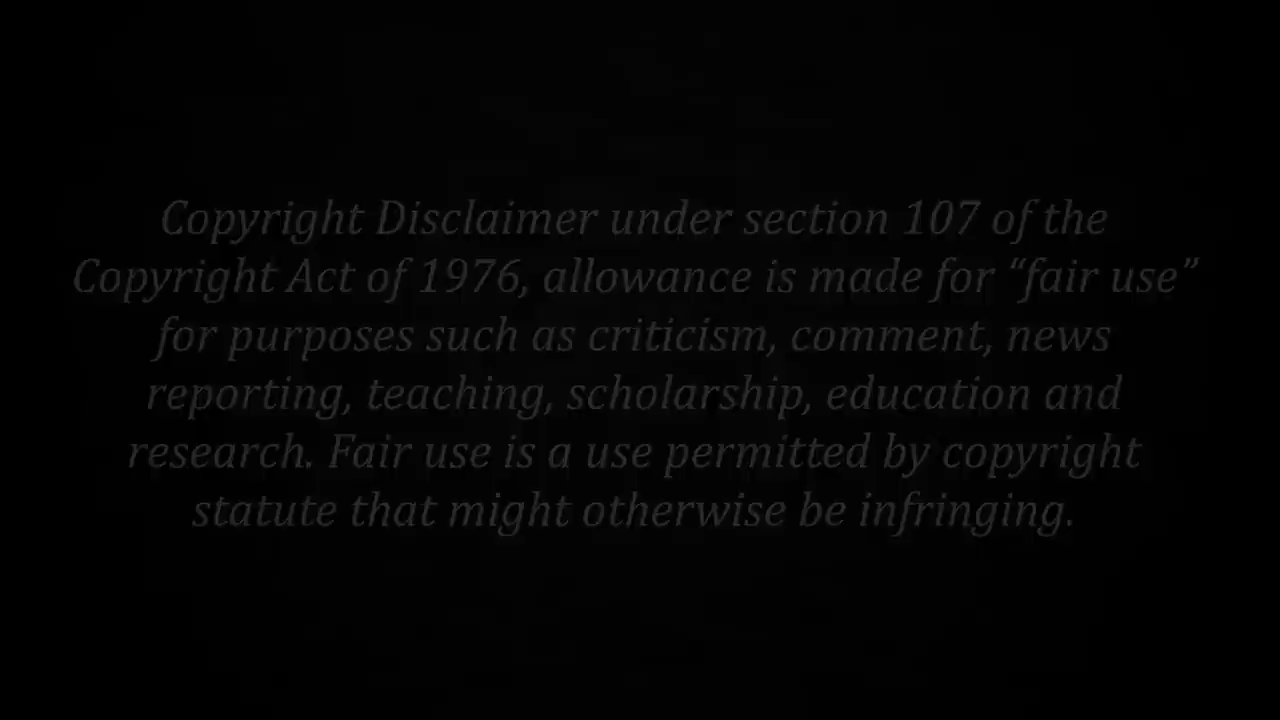 Copyright Disclaimer under section 107 of the
Copyright Act of 1976, allowance is made for “fair use”
for purposes such as criticism, comment, news
reporting, teaching, scholarship, education and
research. Fair use is a use permitted by copyright
statute that might otherwise be infringing.